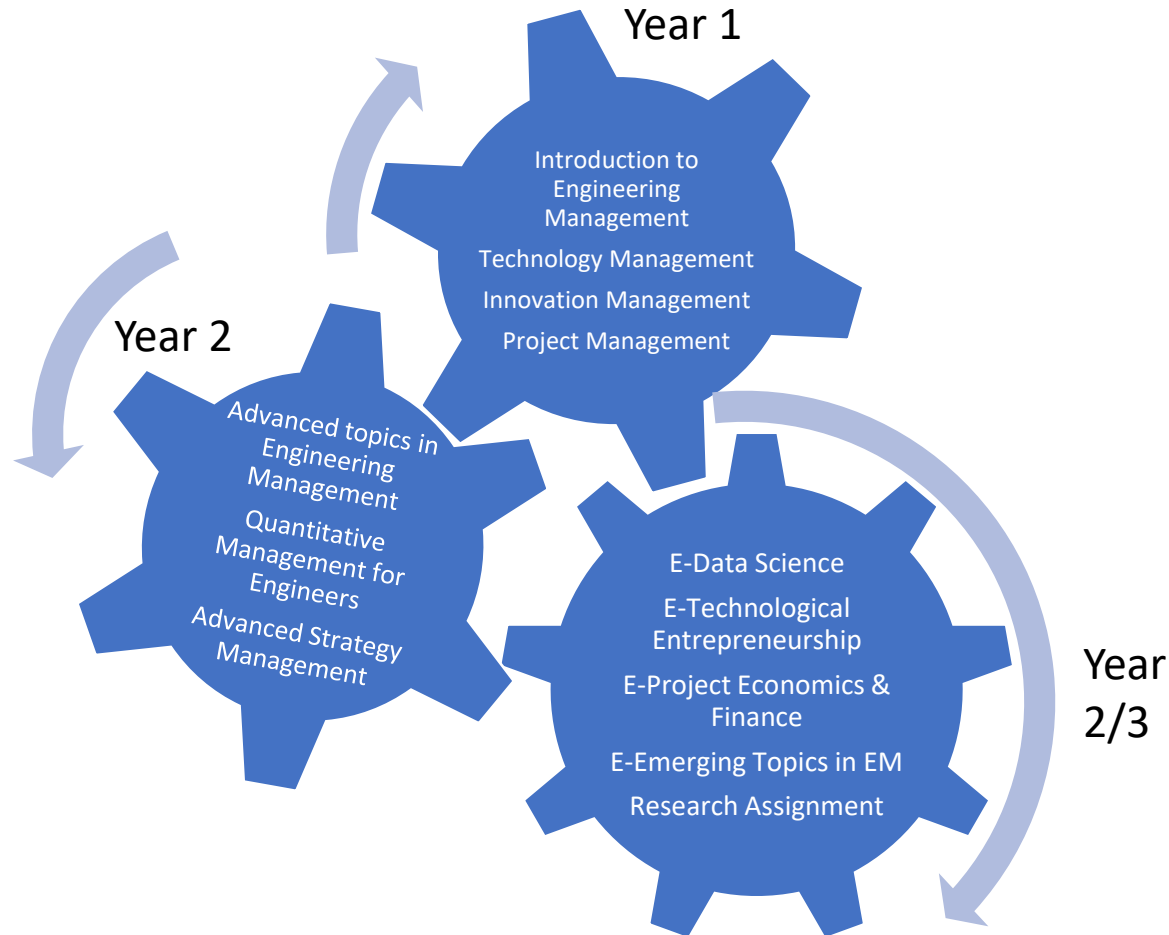 Year 1
Introduction to
Engineering
Management
Technology Management
Innovation Management
Project Management
Year 2
Advanced topics in
Engineering
Management
Quantitative
Management for
Engineers
Advanced Strategy
Management
E-Data Science
E-Technological
Entrepreneurship
E-Project Economics &
Finance
E-Emerging Topics in EM
Research Assignment
Year
2/3